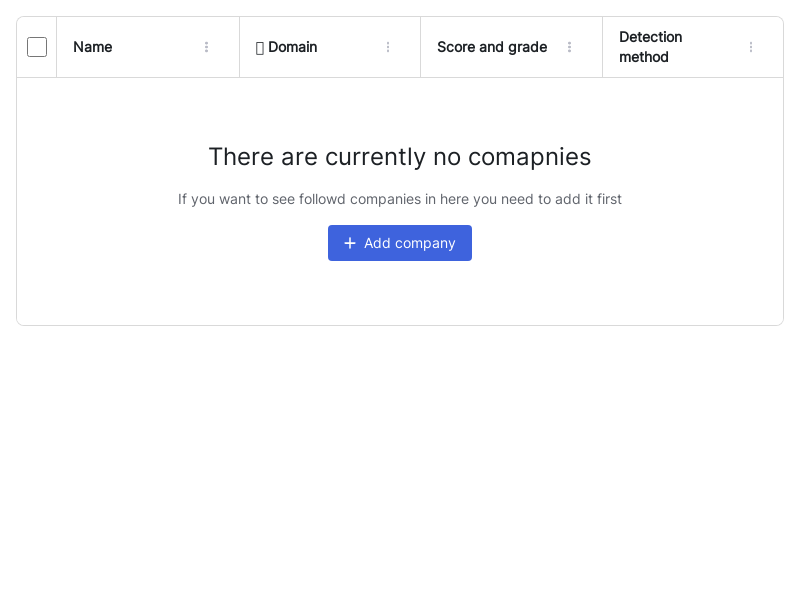 Name
Domain
Score and grade
Detection
method
There are currently no comapnies
If you want to see followd companies in here you need to add it first
Add company